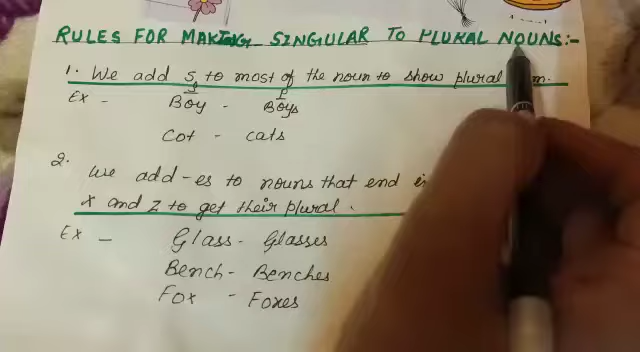 RULES FOR MAKING SINGULAR TO PLURAL NOUNS:-
1. We add s to most of the noun to show plural m.
S P
Ex - Boy - Boys
Cot - cats
2. We add -es to nouns that end
x and z to get their plural.
Ex - Glass - Glasses
Bench - Benches
Fox - Foxes